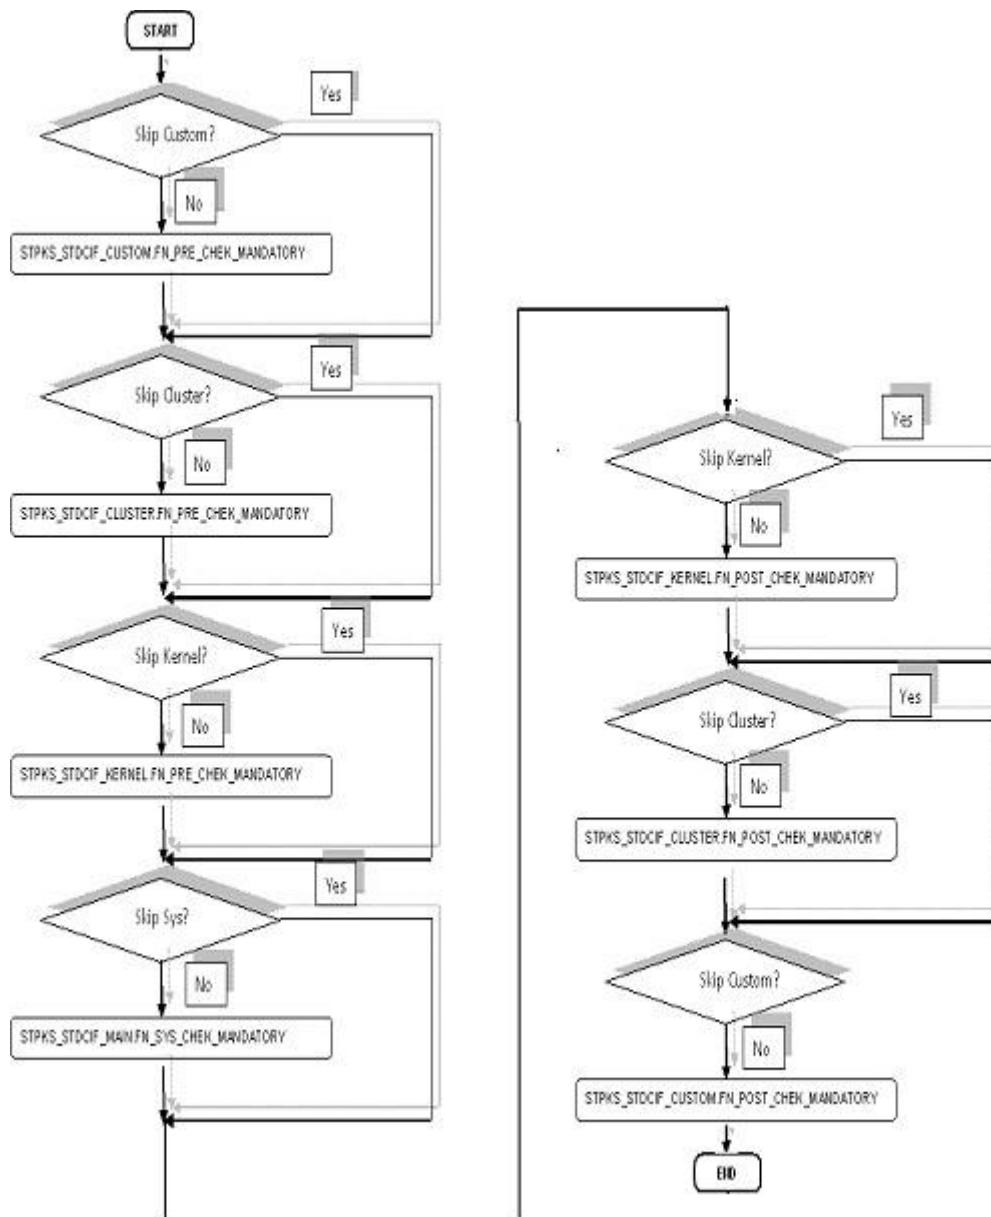 START
Skip Custom?
Yes
No
STPKS_STDCIF_CUSTOM.FN_PRE_CHEK_MANDATORY
Skip Cluster?
Yes
No
STPKS_STDCIF_CLUSTER.FN_PRE_CHEK_MANDATORY
Skip Kernel?
Yes
No
STPKS_STDCIF_KERNEL.FN_PRE_CHEK_MANDATORY
Skip Sys?
Yes
No
STPKS_STDCIF_MAIN.FN_SYS_CHEK_MANDATORY
Skip Kernel?
Yes
No
STPKS_STDCIF_KERNEL.FN_POST_CHEK_MANDATORY
Skip Cluster?
Yes
No
STPKS_STDCIF_CLUSTER.FN_POST_CHEK_MANDATORY
Skip Custom?
No
STPKS_STDCIF_CUSTOM.FN_POST_CHEK_MANDATORY
END